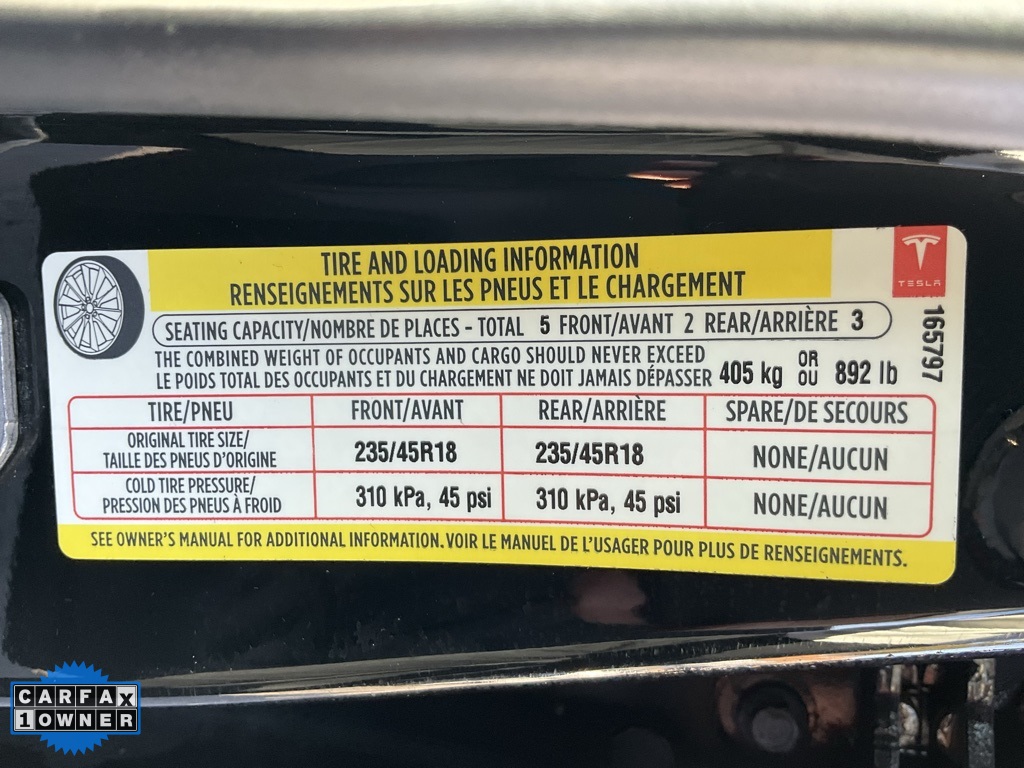 TIRE AND LOADING INFORMATION
RENSEIGNEMENTS SUR LES PNEUS ET LE CHARGEMENT
TESLA
165797
SEATING CAPACITY/NOMBRE DE PLACES - TOTAL 5 FRONT/AVANT 2 REAR/ARRIÈRE 3
THE COMBINED WEIGHT OF OCCUPANTS AND CARGO SHOULD NEVER EXCEED
LE POIDS TOTAL DES OCCUPANTS ET DU CHARGEMENT NE DOIT JAMAIS DÉPASSER
405 kg OR OU 892 lb
TIRE/PNEU FRONT/AVANT REAR/ARRIÈRE SPARE/DE SECOURS
ORIGINAL TIRE SIZE/
TAILLE DES PNEUS D'ORIGINE
235/45R18 235/45R18 NONE/AUCUN
COLD TIRE PRESSURE/
PRESSION DES PNEUS À FROID
310 kPa, 45 psi 310 kPa, 45 psi NONE/AUCUN
SEE OWNER'S MANUAL FOR ADDITIONAL INFORMATION. VOIR LE MANUEL DE L'USAGER POUR PLUS DE RENSEIGNEMENTS.
CARFAX
1 OWNER